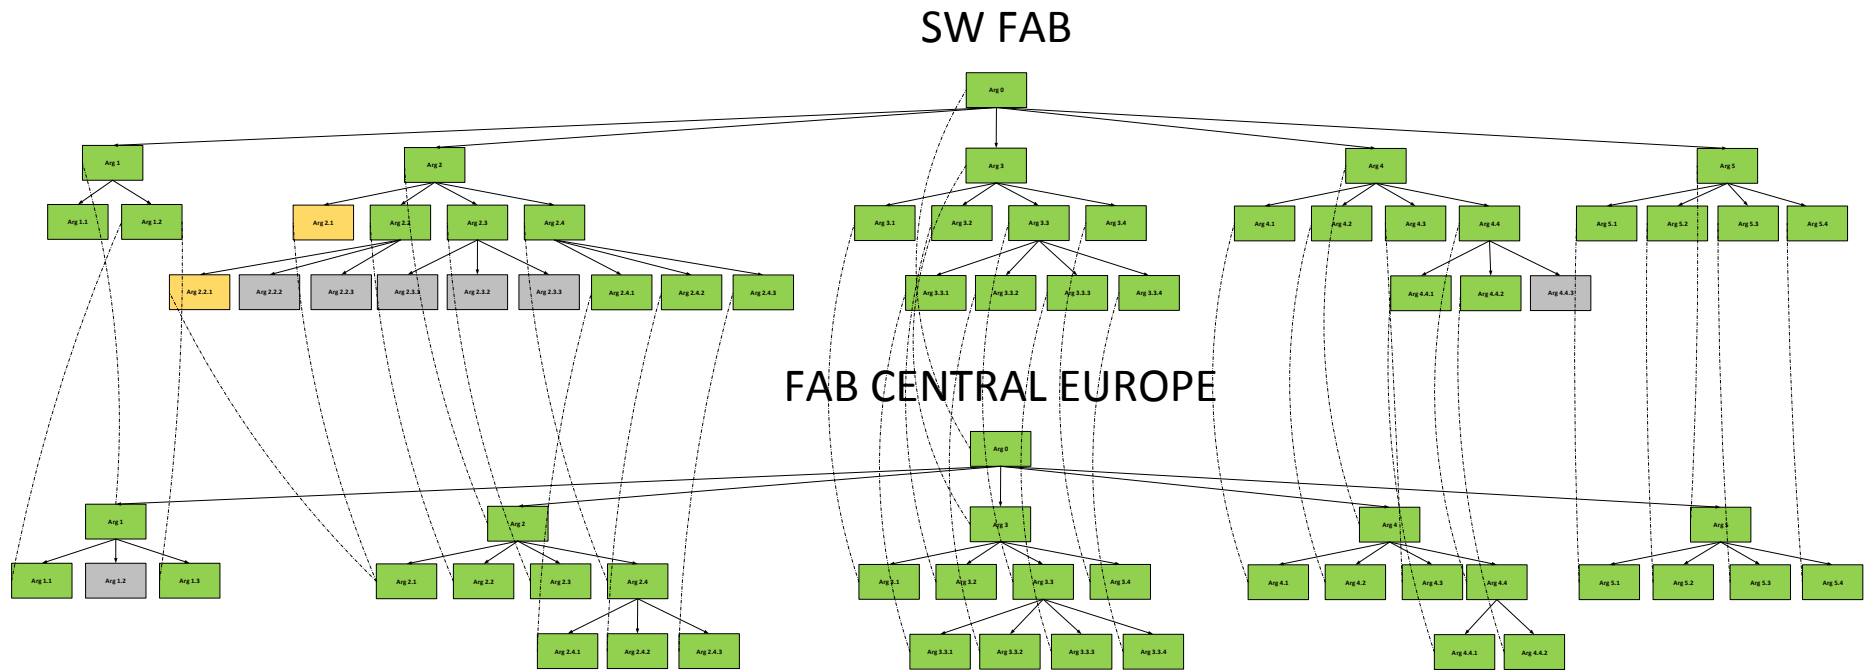 SW FAB
Arg 0
Arg 1
Arg 2
Arg 3
Arg 4
Arg 5
Arg 1.1
Arg 1.2
Arg 2.1
Arg 2.2
Arg 2.3
Arg 2.4
Arg 3.1
Arg 3.2
Arg 3.3
Arg 3.4
Arg 4.1
Arg 4.2
Arg 4.3
Arg 4.4
Arg 5.1
Arg 5.2
Arg 5.3
Arg 5.4
Arg 2.2.1
Arg 2.2.2
Arg 2.2.3
Arg 2.3.1
Arg 2.3.2
Arg 2.3.3
Arg 2.4.1
Arg 2.4.2
Arg 2.4.3
Arg 3.3.1
Arg 3.3.2
Arg 3.3.3
Arg 3.3.4
Arg 4.4.1
Arg 4.4.2
Arg 4.4.3
FAB CENTRAL EUROPE
Arg 0
Arg 1
Arg 2
Arg 3
Arg 4
Arg 5
Arg 1.1
Arg 1.2
Arg 1.3
Arg 2.1
Arg 2.2
Arg 2.3
Arg 2.4
Arg 3.1
Arg 3.2
Arg 3.3
Arg 3.4
Arg 4.1
Arg 4.2
Arg 4.3
Arg 4.4
Arg 5.1
Arg 5.2
Arg 5.3
Arg 5.4
Arg 2.4.1
Arg 2.4.2
Arg 2.4.3
Arg 3.3.1
Arg 3.3.2
Arg 3.3.3
Arg 3.3.4
Arg 4.4.1
Arg 4.4.2